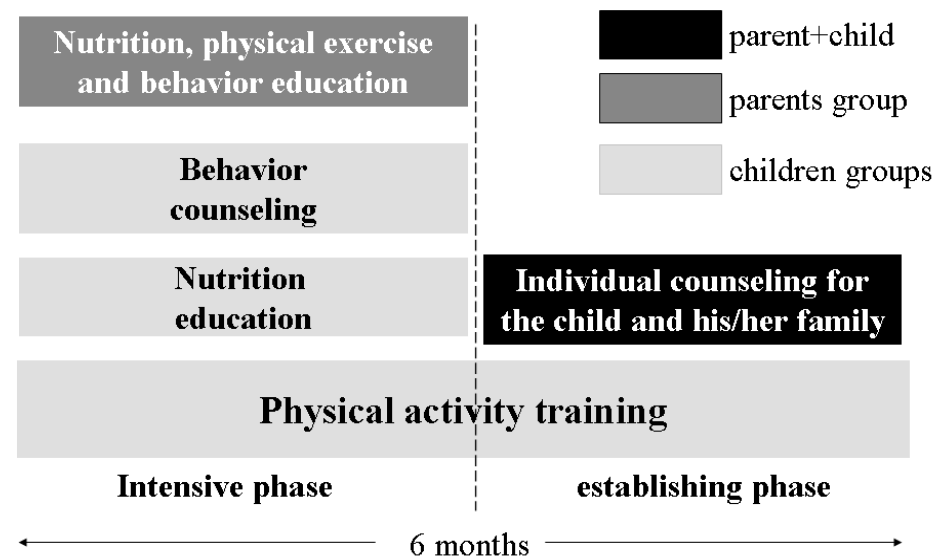 Nutrition, physical exercise
and behavior education
parent+child
parents group
children groups
Behavior
counseling
Nutrition
education
Individual counseling for
the child and his/her family
Physical activity training
Intensive phase
establishing phase
6 months